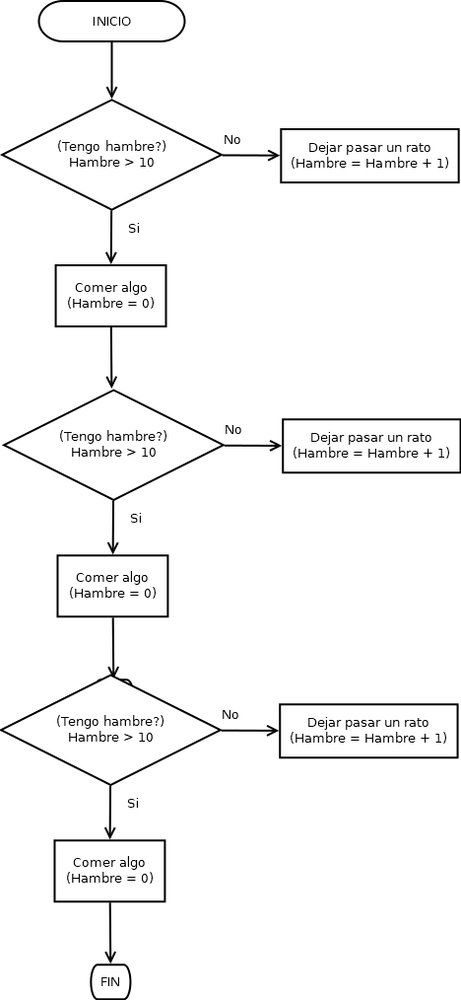 INICIO
(Tengo hambre?)
Hambre > 10
No
Dejar pasar un rato
(Hambre = Hambre + 1)
Si
Comer algo
(Hambre = 0)
(Tengo hambre?)
Hambre > 10
No
Dejar pasar un rato
(Hambre = Hambre + 1)
Si
Comer algo
(Hambre = 0)
(Tengo hambre?)
Hambre > 10
No
Dejar pasar un rato
(Hambre = Hambre + 1)
Si
Comer algo
(Hambre = 0)
FIN